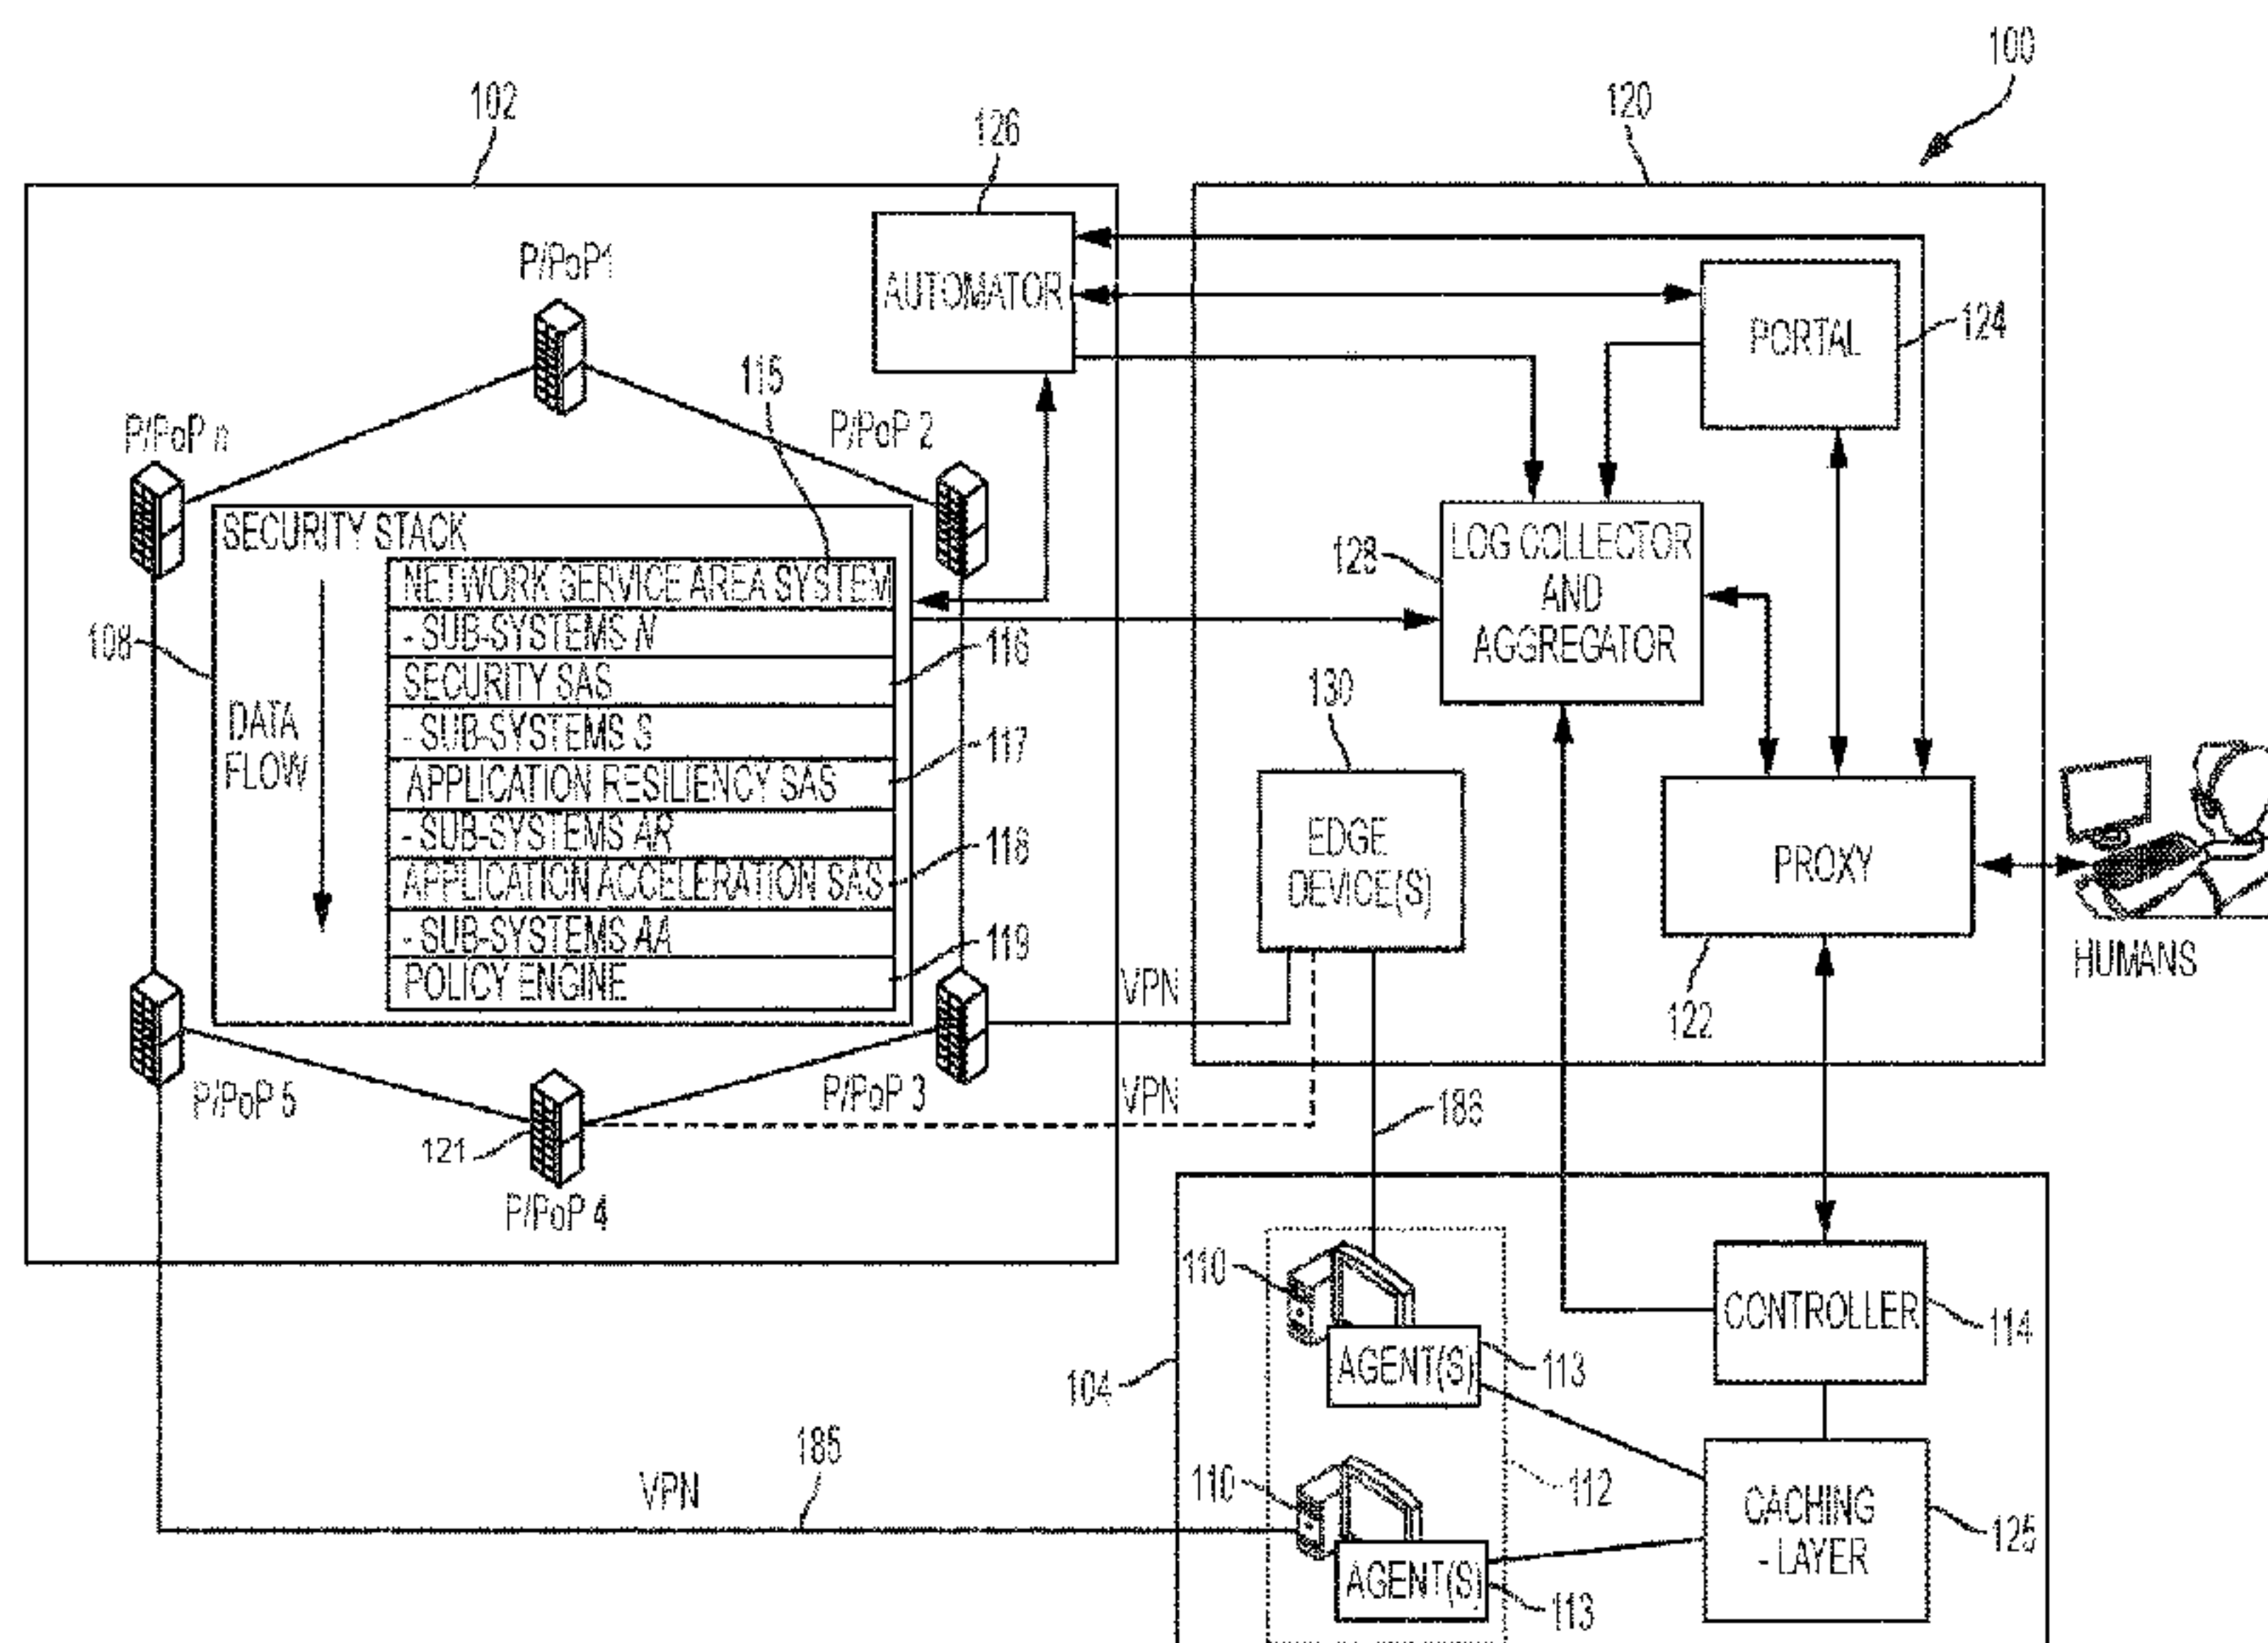 100
102
120
126
P/PoP1
AUTOMATOR
PORTAL
124
115
P/PoP n
P/PoP 2
SECURITY STACK
NETWORK SERVICE AREA SYSTEM
- SUB-SYSTEMS N
SECURITY SAS
- SUB-SYSTEMS S
APPLICATION RESILIENCY SAS
- SUB-SYSTEMS AR
APPLICATION ACCELERATION SAS
- SUB-SYSTEMS AA
POLICY ENGINE
108
DATA
FLOW
116
117
118
119
128
LOG COLLECTOR
AND
AGGREGATOR
130
EDGE
DEVICE(S)
PROXY
122
HUMANS
VPN
VPN
P/PoP 5
P/PoP 3
121
P/PoP 4
186
110
AGENT(S)
113
CONTROLLER
114
104
185
VPN
110
AGENT(S)
113
112
CACHING
- LAYER
125